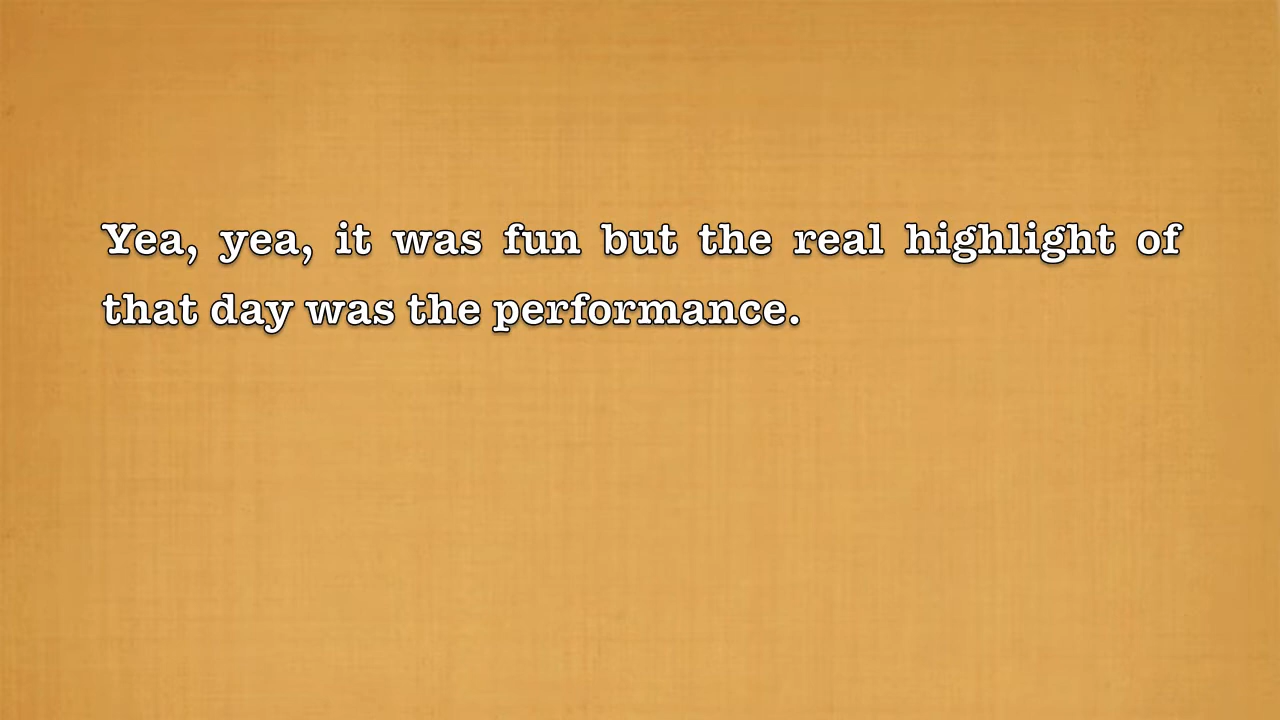 Yea, yea, it was fun but the real highlight of
that day was the performance.